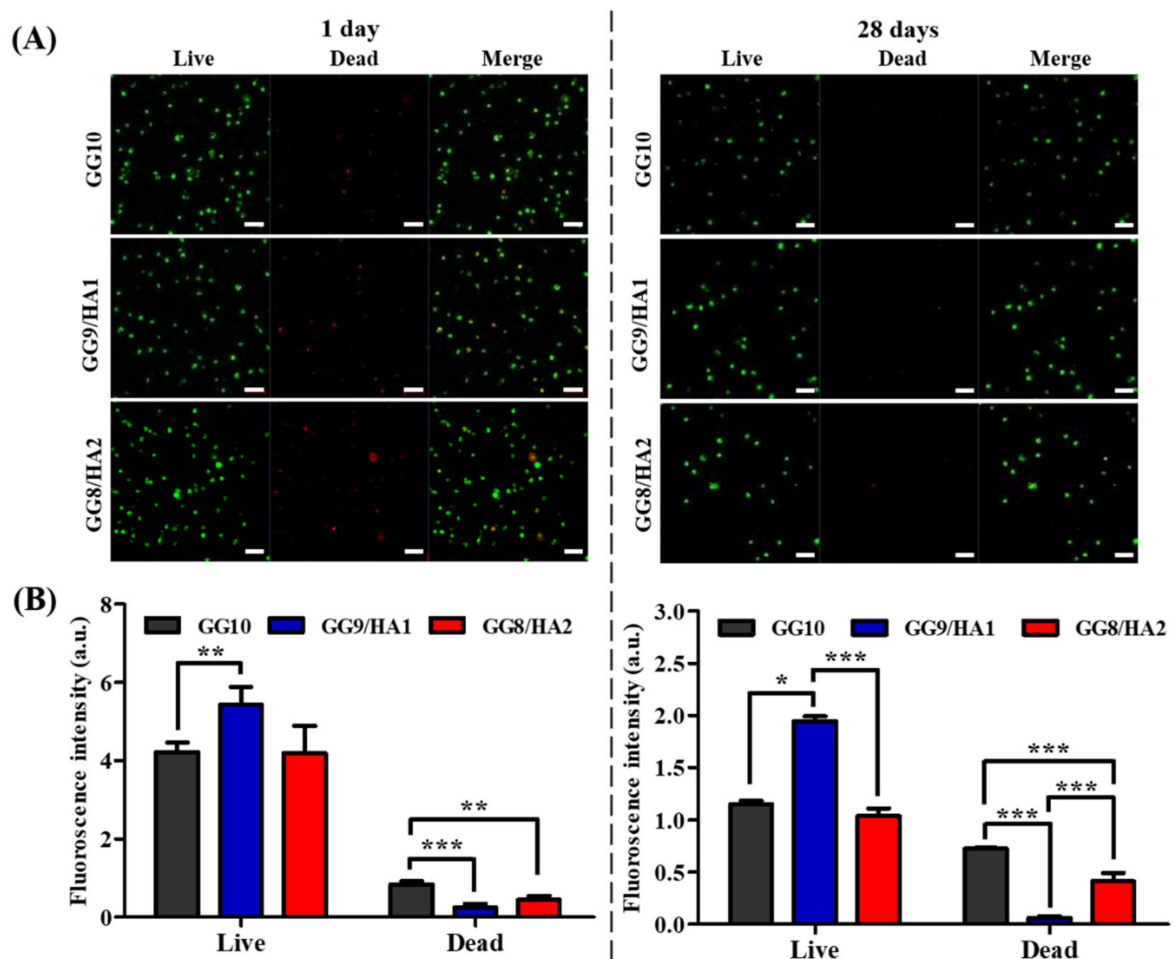 (A)
1 day
Live Dead Merge
GG10
GG9/HA1
GG8/HA2
28 days
Live Dead Merge
GG10
GG9/HA1
GG8/HA2
(B)
Fluoroscence intensity (a.u.)
8
6
4
2
0
GG10 GG9/HA1 GG8/HA2
**
**
***
Live Dead
Fluoroscence intensity (a.u.)
3.0
2.5
2.0
1.5
1.0
0.5
0.0
GG10 GG9/HA1 GG8/HA2
* ***
***
***
***
Live Dead